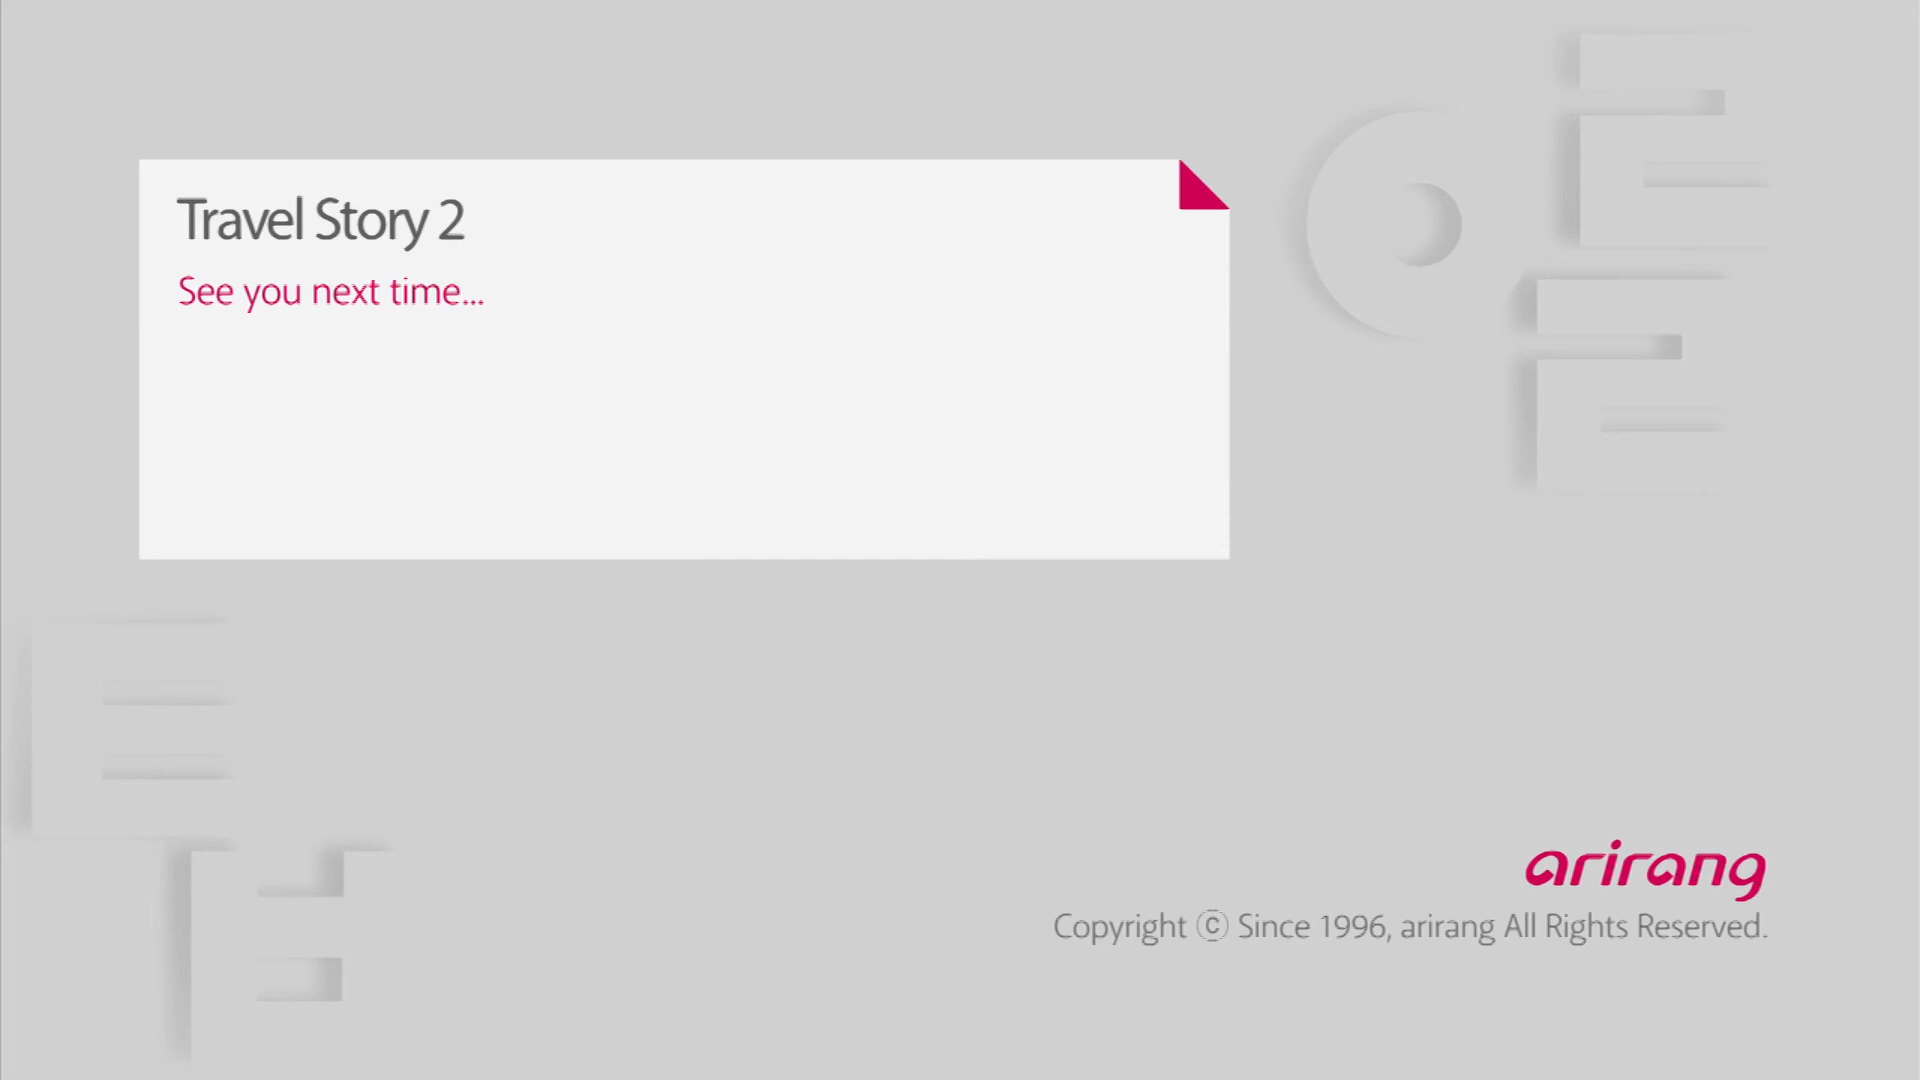 Travel Story 2
See you next time...
arirang
Copyright ⓒ Since 1996, arirang All Rights Reserved.